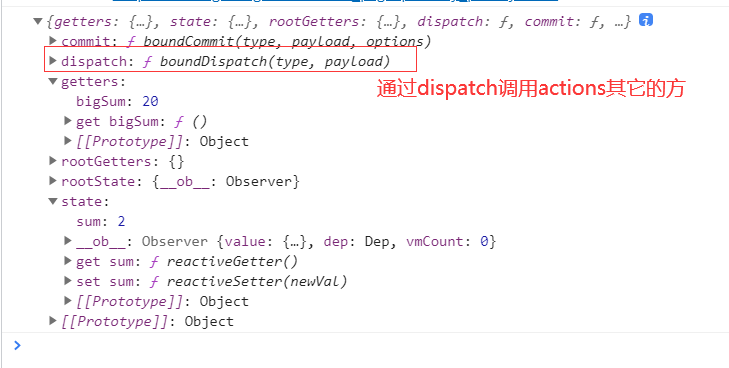 {getters: {…}, state: {…}, rootGetters: {…}, dispatch: ƒ, commit: ƒ, …}
commit: ƒ boundCommit(type, payload, options)
dispatch: ƒ boundDispatch(type, payload)
通过dispatch调用actions其它的方
getters:
bigSum: 20
get bigSum: ƒ ()
[[Prototype]]: Object
rootGetters: {}
rootState: {__ob__: Observer}
state:
sum: 2
__ob__: Observer {value: {…}, dep: Dep, vmCount: 0}
get sum: ƒ reactiveGetter()
set sum: ƒ reactiveSetter(newVal)
[[Prototype]]: Object
[[Prototype]]: Object